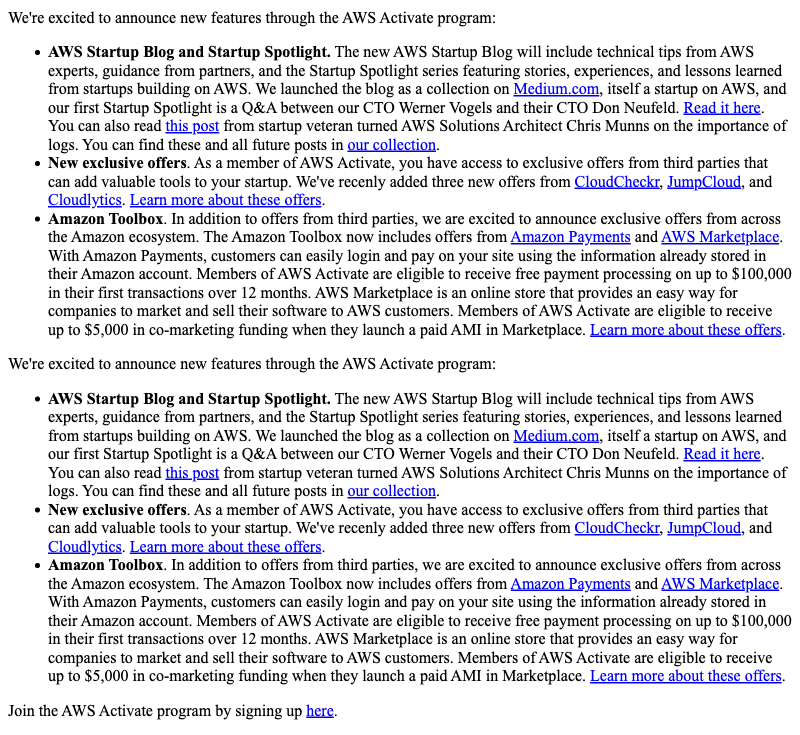 We're excited to announce new features through the AWS Activate program:
• AWS Startup Blog and Startup Spotlight. The new AWS Startup Blog will include technical tips from AWS
experts, guidance from partners, and the Startup Spotlight series featuring stories, experiences, and lessons learned
from startups building on AWS. We launched the blog as a collection on Medium.com, itself a startup on AWS, and
our first Startup Spotlight is a Q&A between our CTO Werner Vogels and their CTO Don Neufeld. Read it here.
You can also read this post from startup veteran turned AWS Solutions Architect Chris Munns on the importance of
logs. You can find these and all future posts in our collection.
• New exclusive offers. As a member of AWS Activate, you have access to exclusive offers from third parties that
can add valuable tools to your startup. We've recenly added three new offers from CloudCheckr, JumpCloud, and
Cloudlytics. Learn more about these offers.
• Amazon Toolbox. In addition to offers from third parties, we are excited to announce exclusive offers from across
the Amazon ecosystem. The Amazon Toolbox now includes offers from Amazon Payments and AWS Marketplace.
With Amazon Payments, customers can easily login and pay on your site using the information already stored in
their Amazon account. Members of AWS Activate are eligible to receive free payment processing on up to $100,000
in their first transactions over 12 months. AWS Marketplace is an online store that provides an easy way for
companies to market and sell their software to AWS customers. Members of AWS Activate are eligible to receive
up to $5,000 in co-marketing funding when they launch a paid AMI in Marketplace. Learn more about these offers.
We're excited to announce new features through the AWS Activate program:
• AWS Startup Blog and Startup Spotlight. The new AWS Startup Blog will include technical tips from AWS
experts, guidance from partners, and the Startup Spotlight series featuring stories, experiences, and lessons learned
from startups building on AWS. We launched the blog as a collection on Medium.com, itself a startup on AWS, and
our first Startup Spotlight is a Q&A between our CTO Werner Vogels and their CTO Don Neufeld. Read it here.
You can also read this post from startup veteran turned AWS Solutions Architect Chris Munns on the importance of
logs. You can find these and all future posts in our collection.
• New exclusive offers. As a member of AWS Activate, you have access to exclusive offers from third parties that
can add valuable tools to your startup. We've recenly added three new offers from CloudCheckr, JumpCloud, and
Cloudlytics. Learn more about these offers.
• Amazon Toolbox. In addition to offers from third parties, we are excited to announce exclusive offers from across
the Amazon ecosystem. The Amazon Toolbox now includes offers from Amazon Payments and AWS Marketplace.
With Amazon Payments, customers can easily login and pay on your site using the information already stored in
their Amazon account. Members of AWS Activate are eligible to receive free payment processing on up to $100,000
in their first transactions over 12 months. AWS Marketplace is an online store that provides an easy way for
companies to market and sell their software to AWS customers. Members of AWS Activate are eligible to receive
up to $5,000 in co-marketing funding when they launch a paid AMI in Marketplace. Learn more about these offers.
Join the AWS Activate program by signing up here.